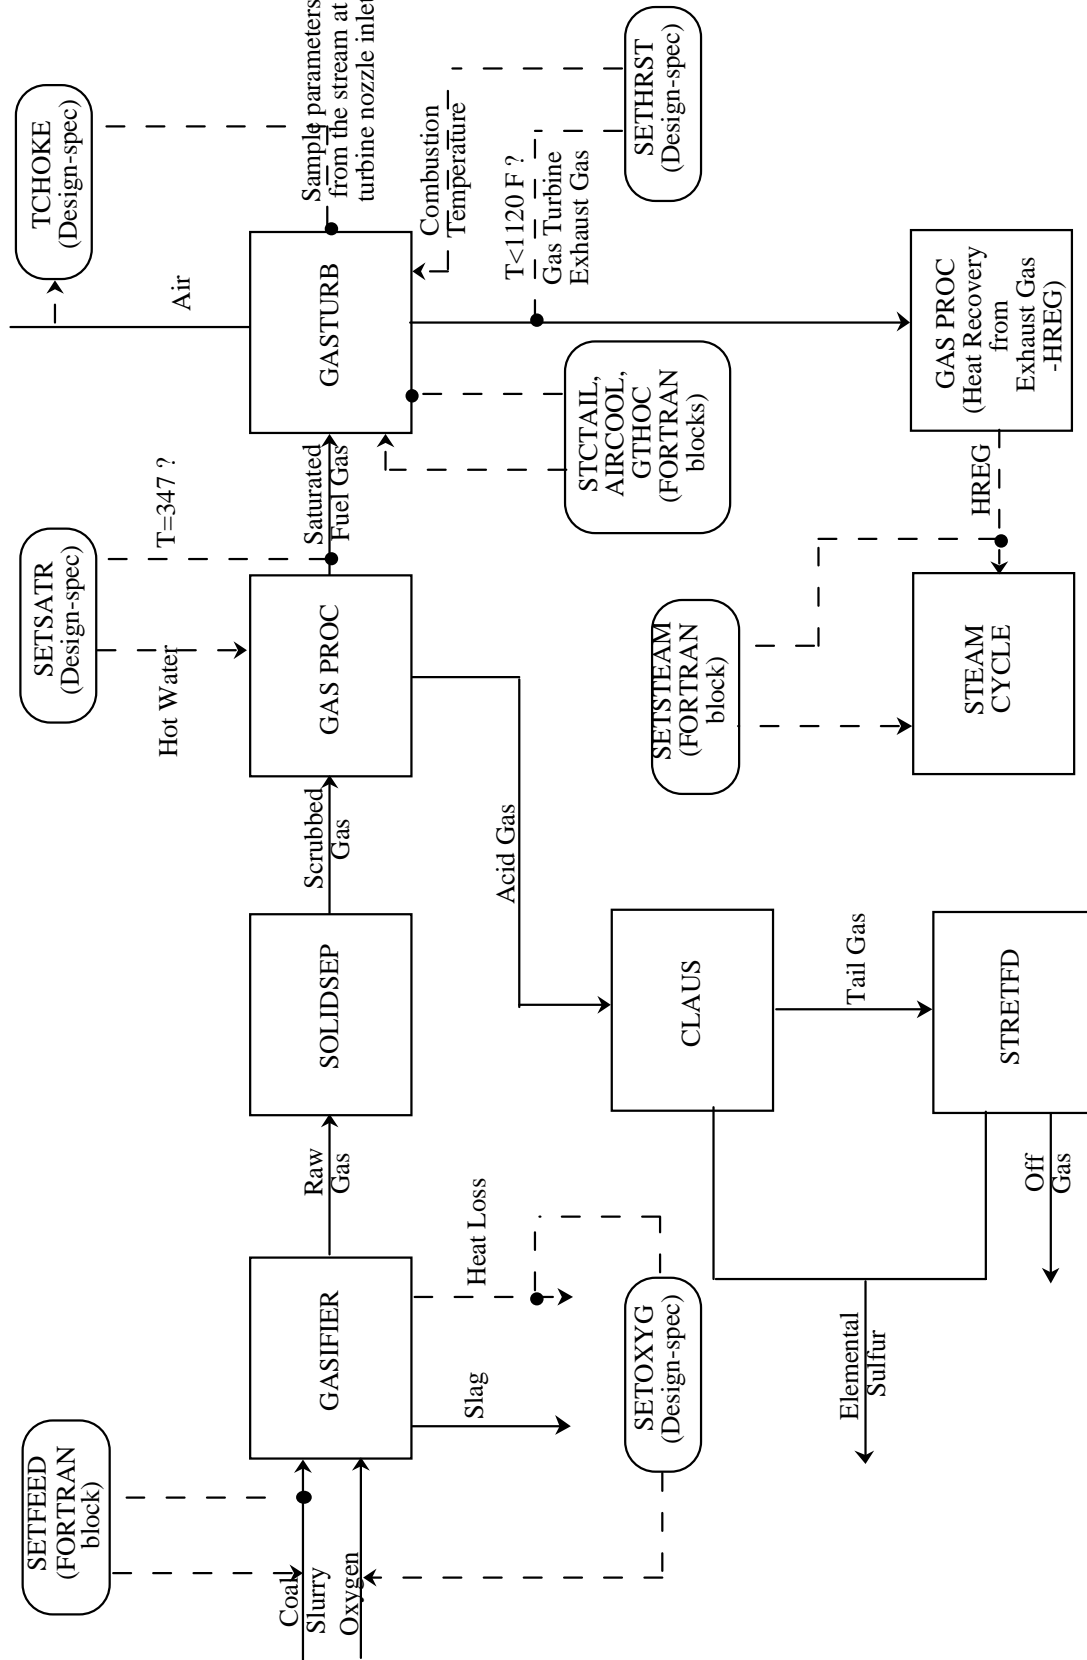 SETFEED
(FORTRAN
block)
Coal
Slurry
Oxygen
GASIFIER
Slag
Heat Loss
SETOXYG
(Design-spec)
Raw
Gas
SOLIDSEP
Scrubbed
Gas
SETSATR
(Design-spec)
Hot Water
T=347 ?
GAS PROC
Saturated
Fuel Gas
Acid Gas
CLAUS
Tail Gas
STRETFD
Off
Gas
Elemental
Sulfur
TCHOKE
(Design-spec)
Air
GASTURB
Sample parameters
from the stream at
turbine nozzle inlet
Combustion
Temperature
SETHRST
(Design-spec)
T<1120 F ?
Gas Turbine
Exhaust Gas
STCTAIL,
AIRCOOL,
GTHOC
(FORTRAN
blocks)
GAS PROC
(Heat Recovery
from
Exhaust Gas
-HREG)
HREG
SETSTEAM
(FORTRAN
block)
STEAM
CYCLE